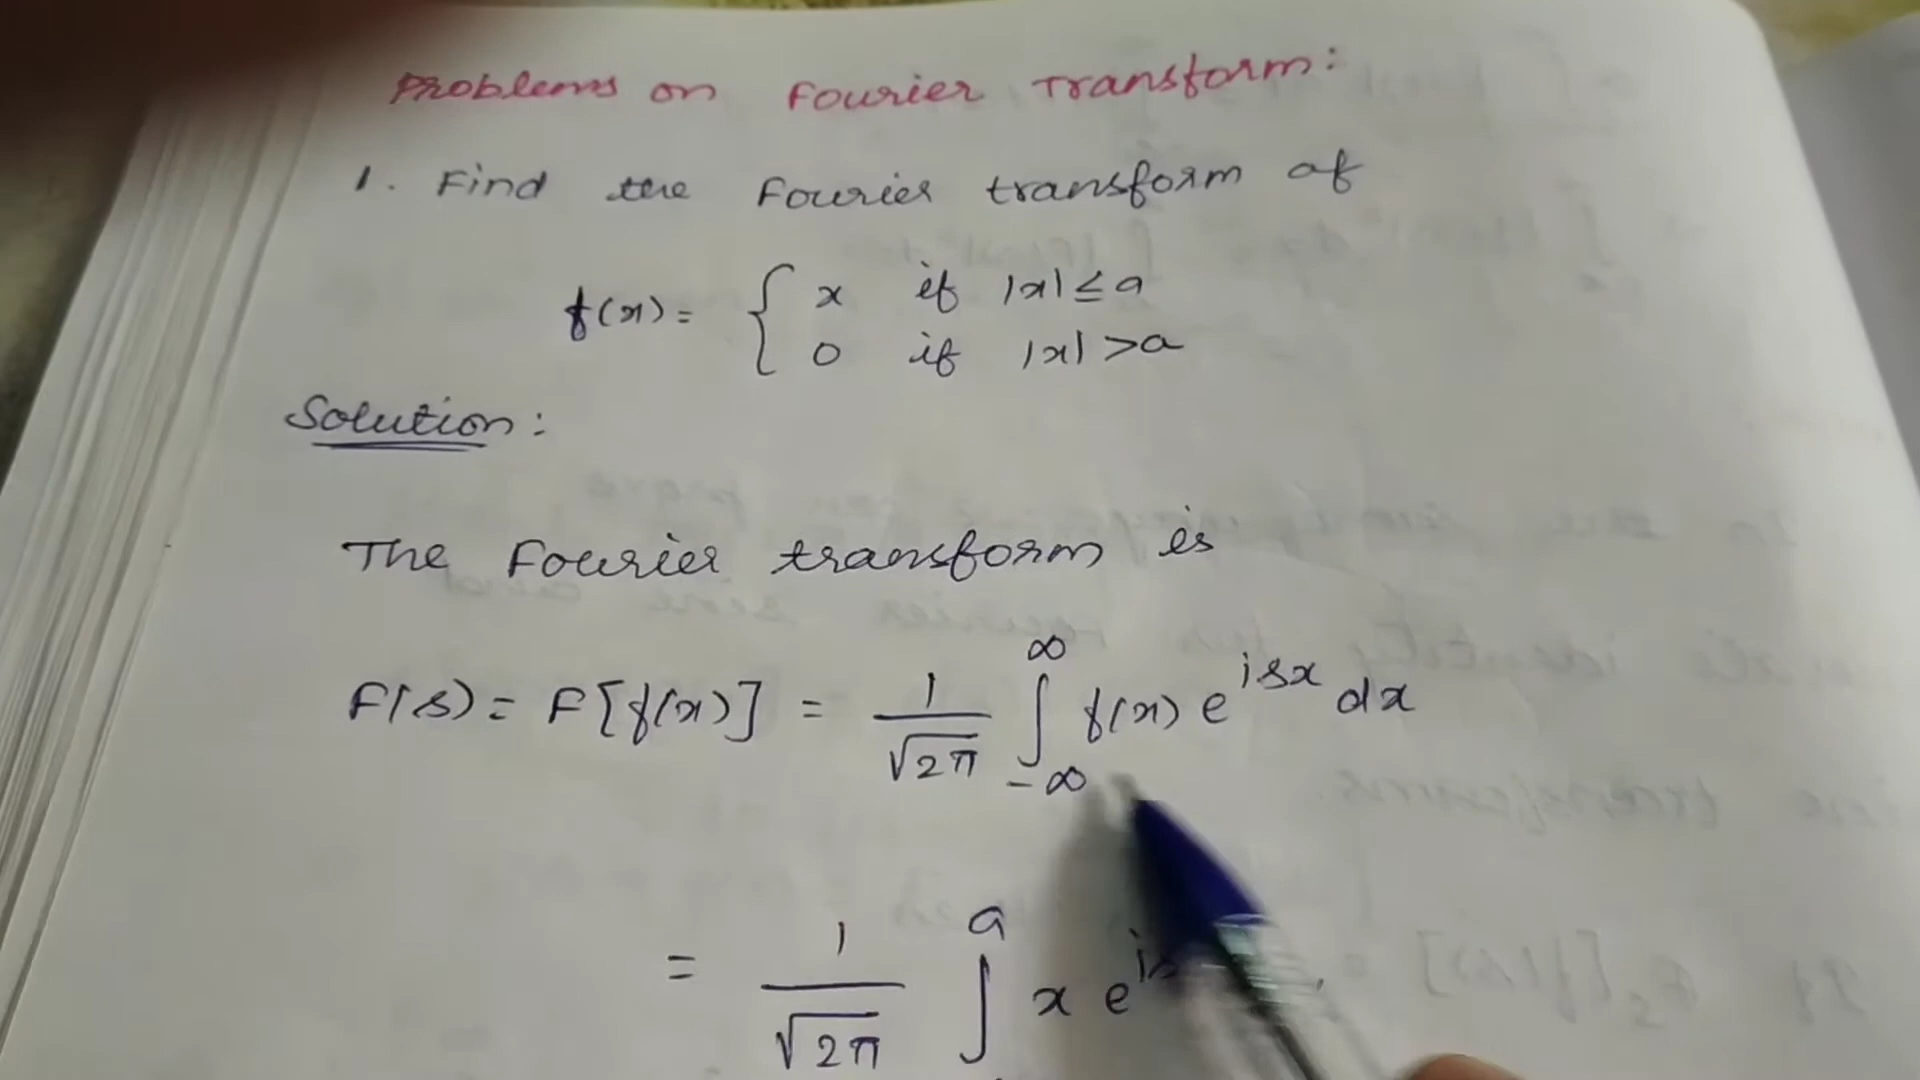 Problems on Fourier Transform:
1. Find the Fourier transform of
f(x) = { x if |x| ≤ a
0 if |x| > a
Solution:
The Fourier transform is
F(s) = F[f(x)] = 1/√2π ∫_{-∞}^{∞} f(x) e^{isx} dx
= 1/√2π ∫^{a} x e^{is